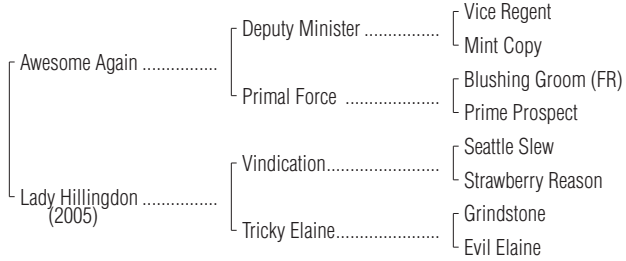 Vice Regent
Deputy Minister .................
Mint Copy
Awesome Again ................
Blushing Groom (FR)
Primal Force .....................
Prime Prospect
Seattle Slew
Vindication.........................
Strawberry Reason
Lady Hillingdon ................
(2005)
Grindstone
Tricky Elaine.......................
Evil Elaine